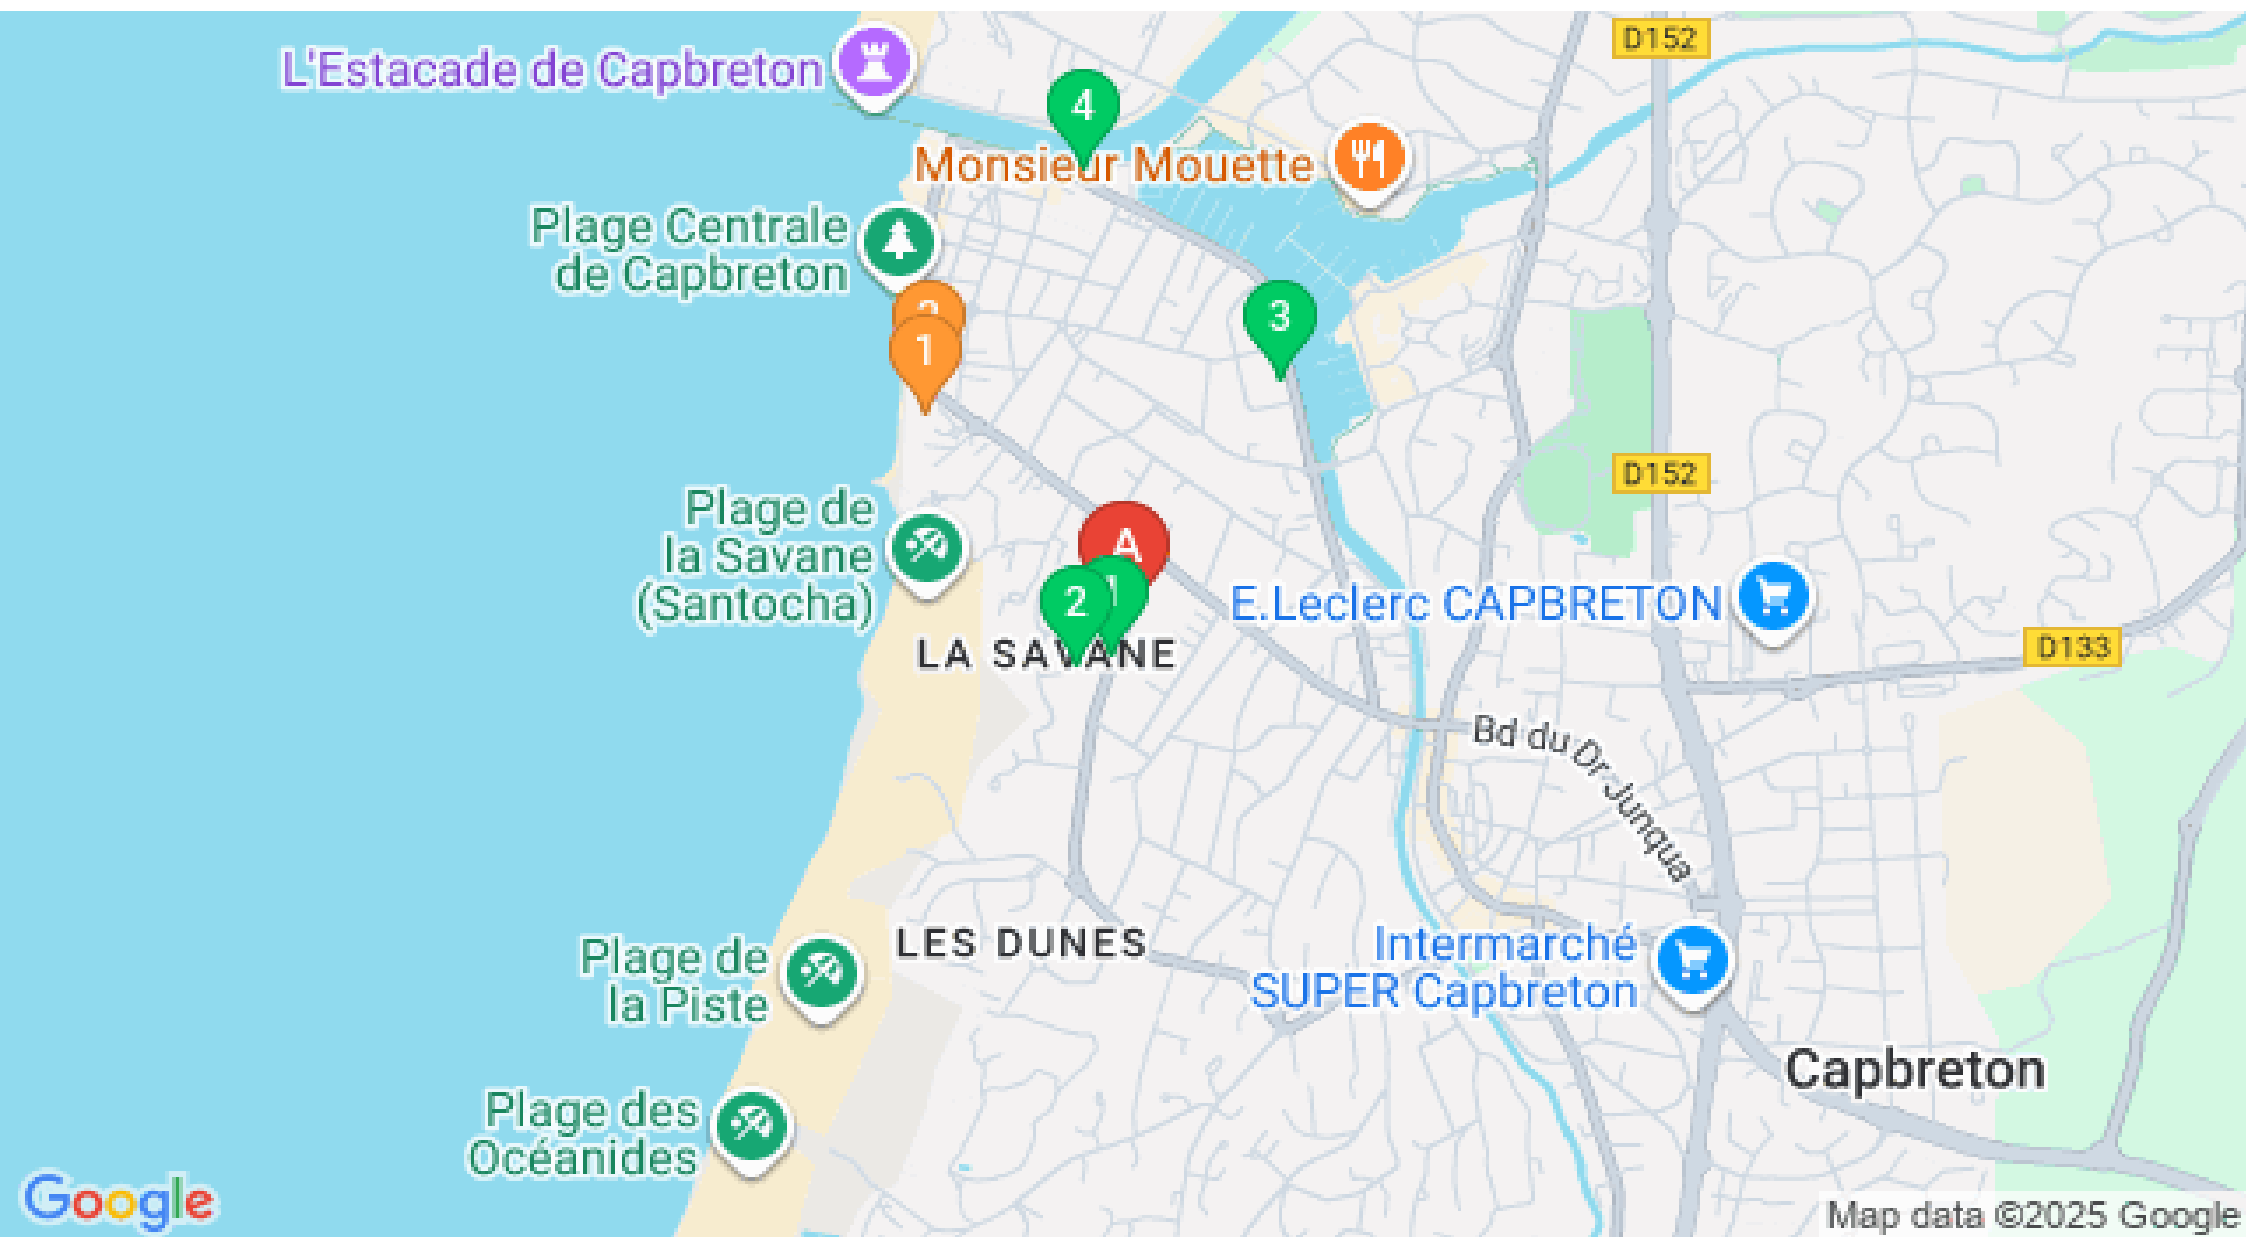 D152
L'Estacade de Capbreton
4
Monsieur Mouette
Plage Centrale
de Capbreton
3
1
D152
Plage de
la Savane
(Santocha)
A
1
2
E.Leclerc CAPBRETON
LA SAVANE
D133
Bd du Dr Junqua
LES DUNES
Intermarché
SUPER Capbreton
Plage de
la Piste
Capbreton
Plage des
Océanides
Google
Map data ©2025 Google